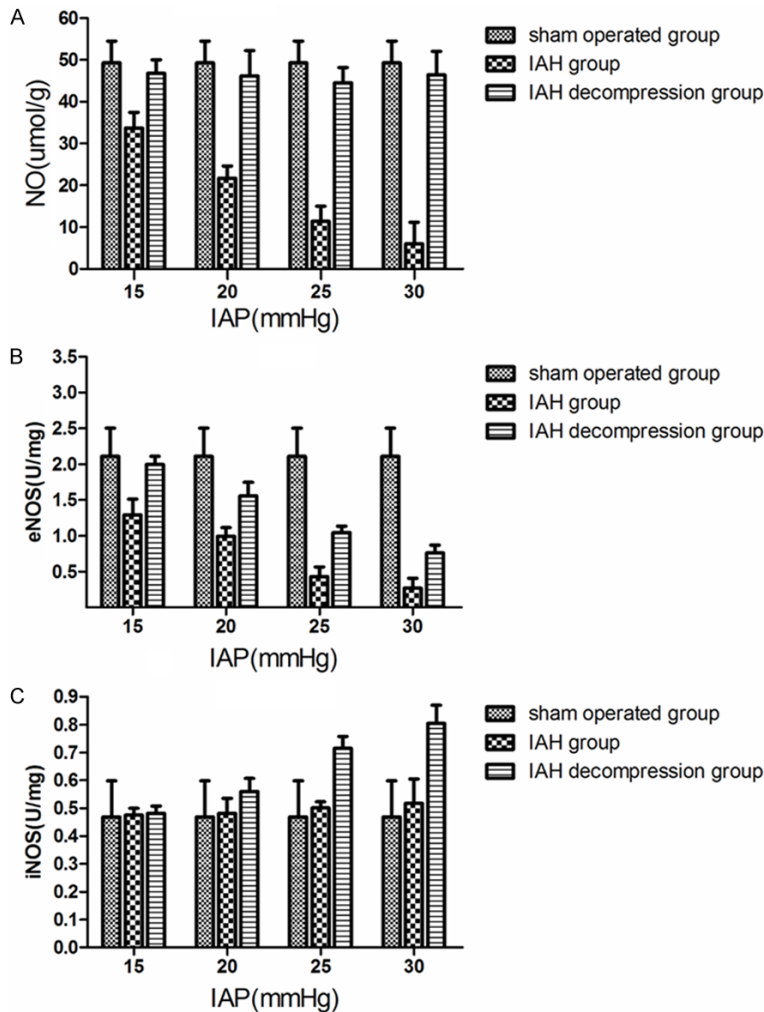 A
60
50
40
30
20
10
0
NO(umol/g)
15 20 25 30
IAP(mmHg)
sham operated group
IAH group
IAH decompression group
B
3.5
3.0
2.5
2.0
1.5
1.0
0.5
eNOS(U/mg)
15 20 25 30
IAP(mmHg)
sham operated group
IAH group
IAH decompression group
C
0.9
0.8
0.7
0.6
0.5
0.4
0.3
0.2
0.1
0.0
iNOS(U/mg)
15 20 25 30
IAP(mmHg)
sham operated group
IAH group
IAH decompression group